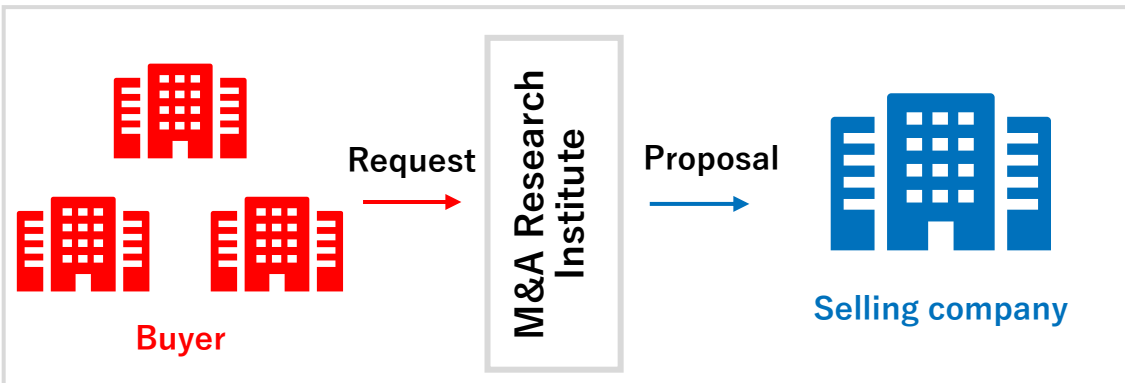 Request
M&A Research
Institute
Proposal
Buyer
Selling company